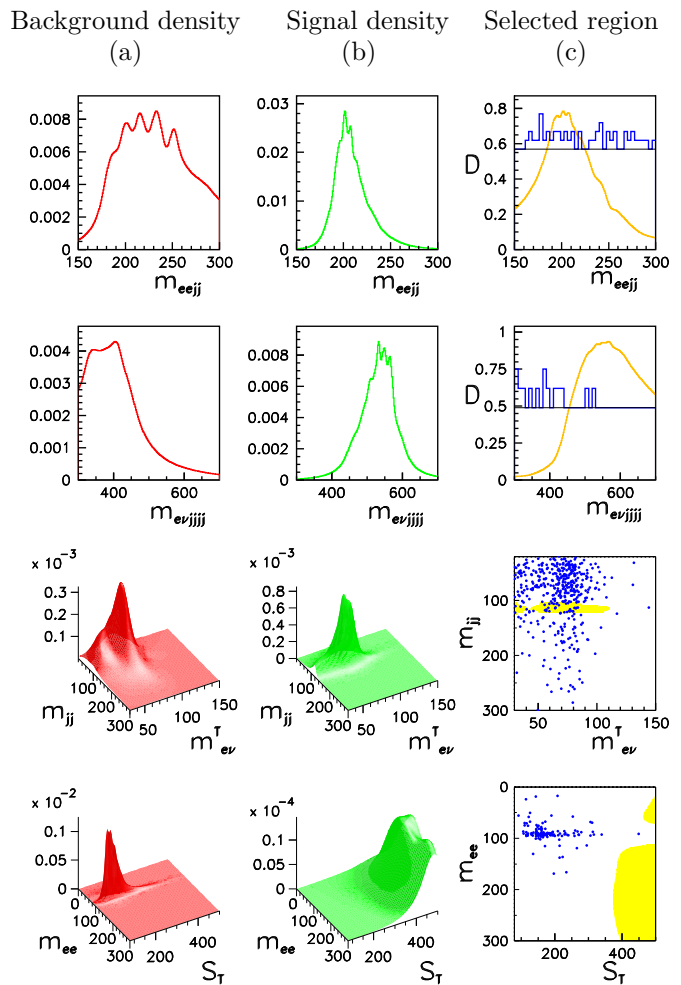 Background density Signal density Selected region
(a) (b) (c)
0.008 0.006 0.004 0.002 0
150 200 250 300
m_eejj
0.03 0.02 0.01 0
150 200 250 300
m_eejj
0.8 0.6 0.4 0.2 0
D
150 200 250 300
m_eejj
0.004 0.003 0.002 0.001 0
400 600
m_eνjjjj
0.008 0.006 0.004 0.002 0
400 600
m_eνjjjj
1 0.75 0.5 0.25 0
D
400 600
m_eνjjjj
x 10^-3
0.3 0.2 0.1
100 200 300
m_jj
50 100 150
m^T_eν
x 10^-3
0.8 0.6 0.4 0.2 0
100 200 300
m_jj
50 100 150
m^T_eν
100 200 300
m_jj
50 100 150
m^T_eν
x 10^-2
0.1 0.05 0
0 100 200 300
m_ee
200 400
S_T
x 10^-4
0.1 0.05 0
0 100 200 300
m_ee
200 400
S_T
0 100 200 300
m_ee
200 400
S_T